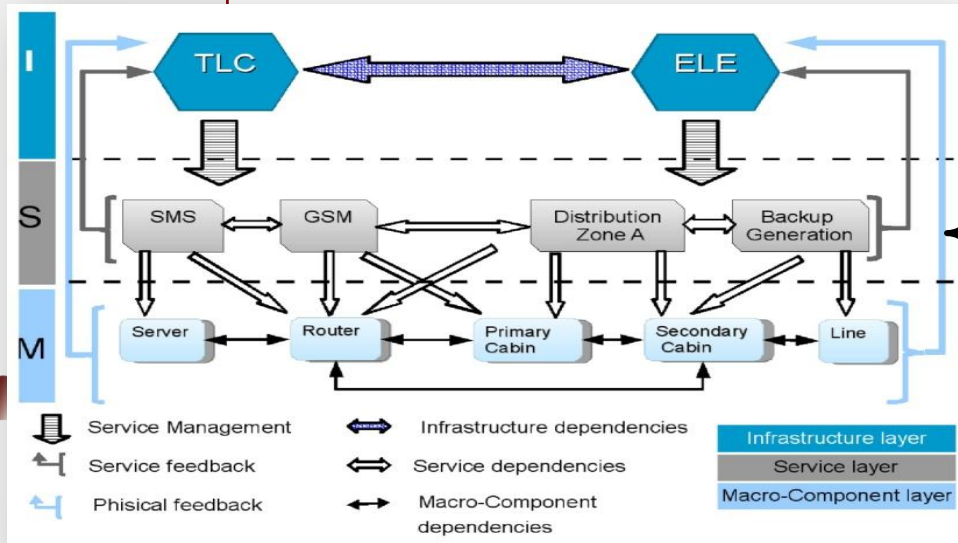 I
TLC
ELE
S
SMS
GSM
Distribution
Zone A
Backup
Generation
M
Server
Router
Primary
Cabin
Secondary
Cabin
Line
Service Management
Infrastructure dependencies
Infrastructure layer
Service feedback
Service dependencies
Service layer
Phisical feedback
Macro-Component
dependencies
Macro-Component layer